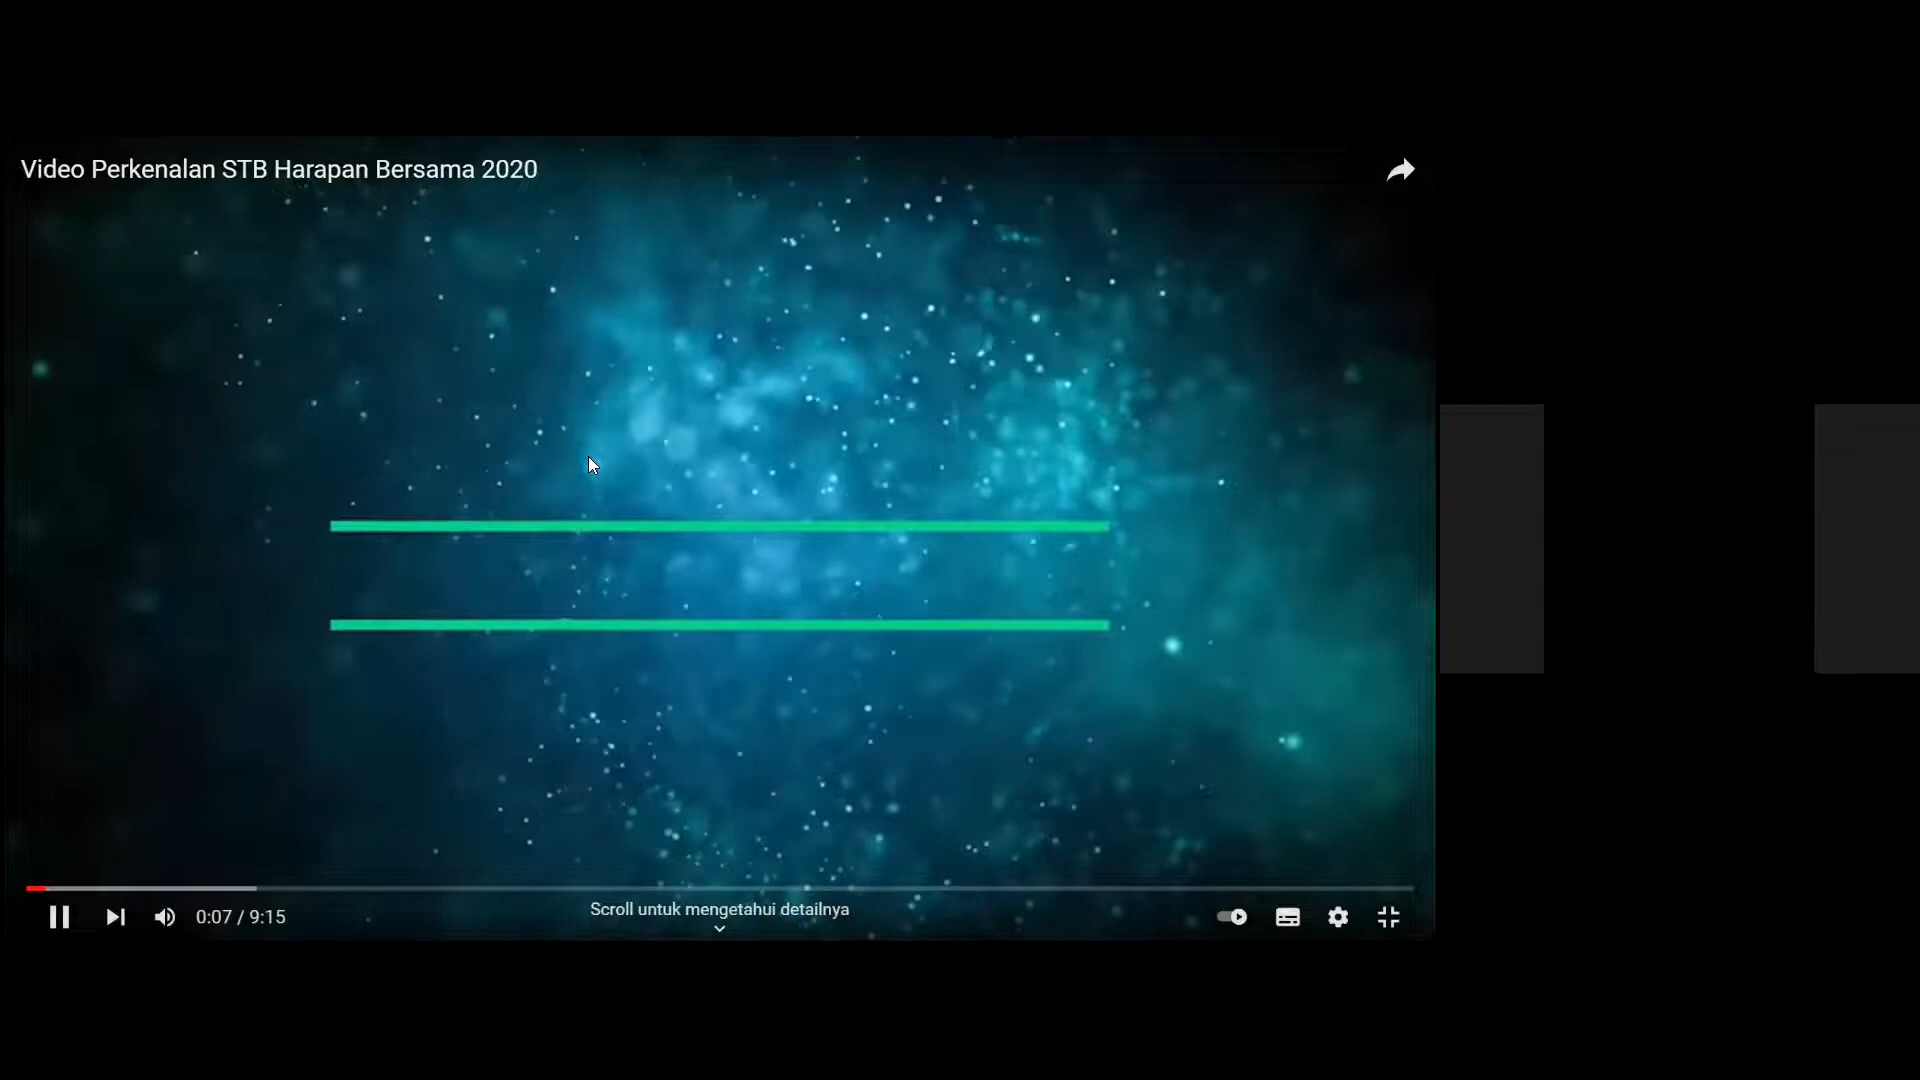 Video Perkenalan STB Harapan Bersama 2020
Scroll untuk mengetahui detailnya
0:07 / 9:15